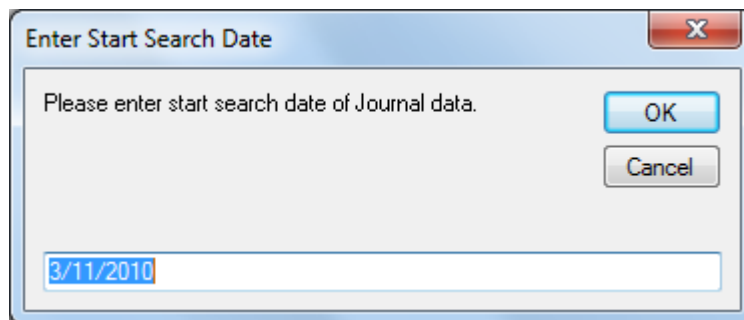 Enter Start Search Date
Please enter start search date of Journal data.
OK
Cancel
3/11/2010